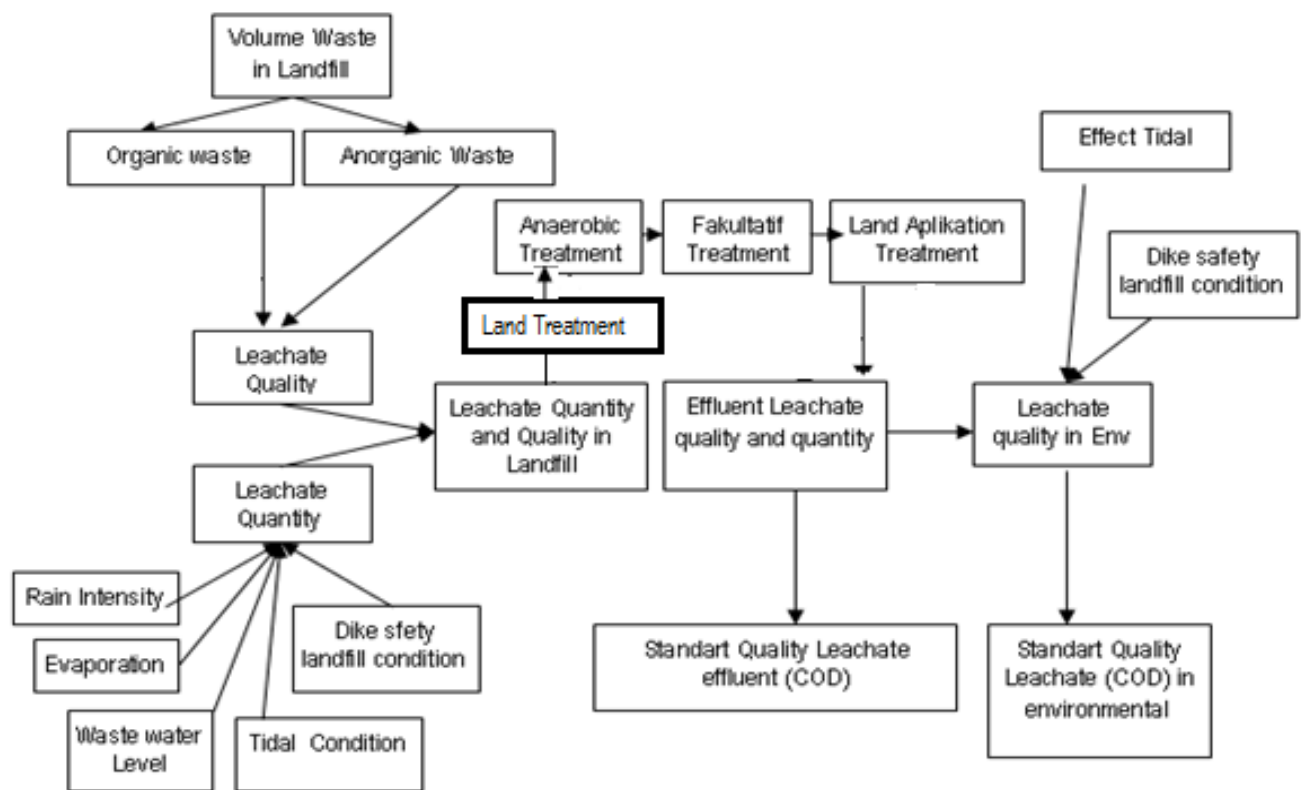 Volume Waste
in Landfill
Organic waste
Anorganic Waste
Effect Tidal
Anaerobic
Treatment
Fakultatif
Treatment
Land Aplikation
Treatment
Dike safety
landfill condition
Land Treatment
Leachate
Quality
Leachate Quantity
and Quality in
Landfill
Effluent Leachate
quality and quantity
Leachate
quality in Env
Leachate
Quantity
Rain Intensity
Evaporation
Waste water
Level
Tidal Condition
Dike sfety
landfill condition
Standart Quality Leachate
effluent (COD)
Standart Quality
Leachate (COD) in
environmental